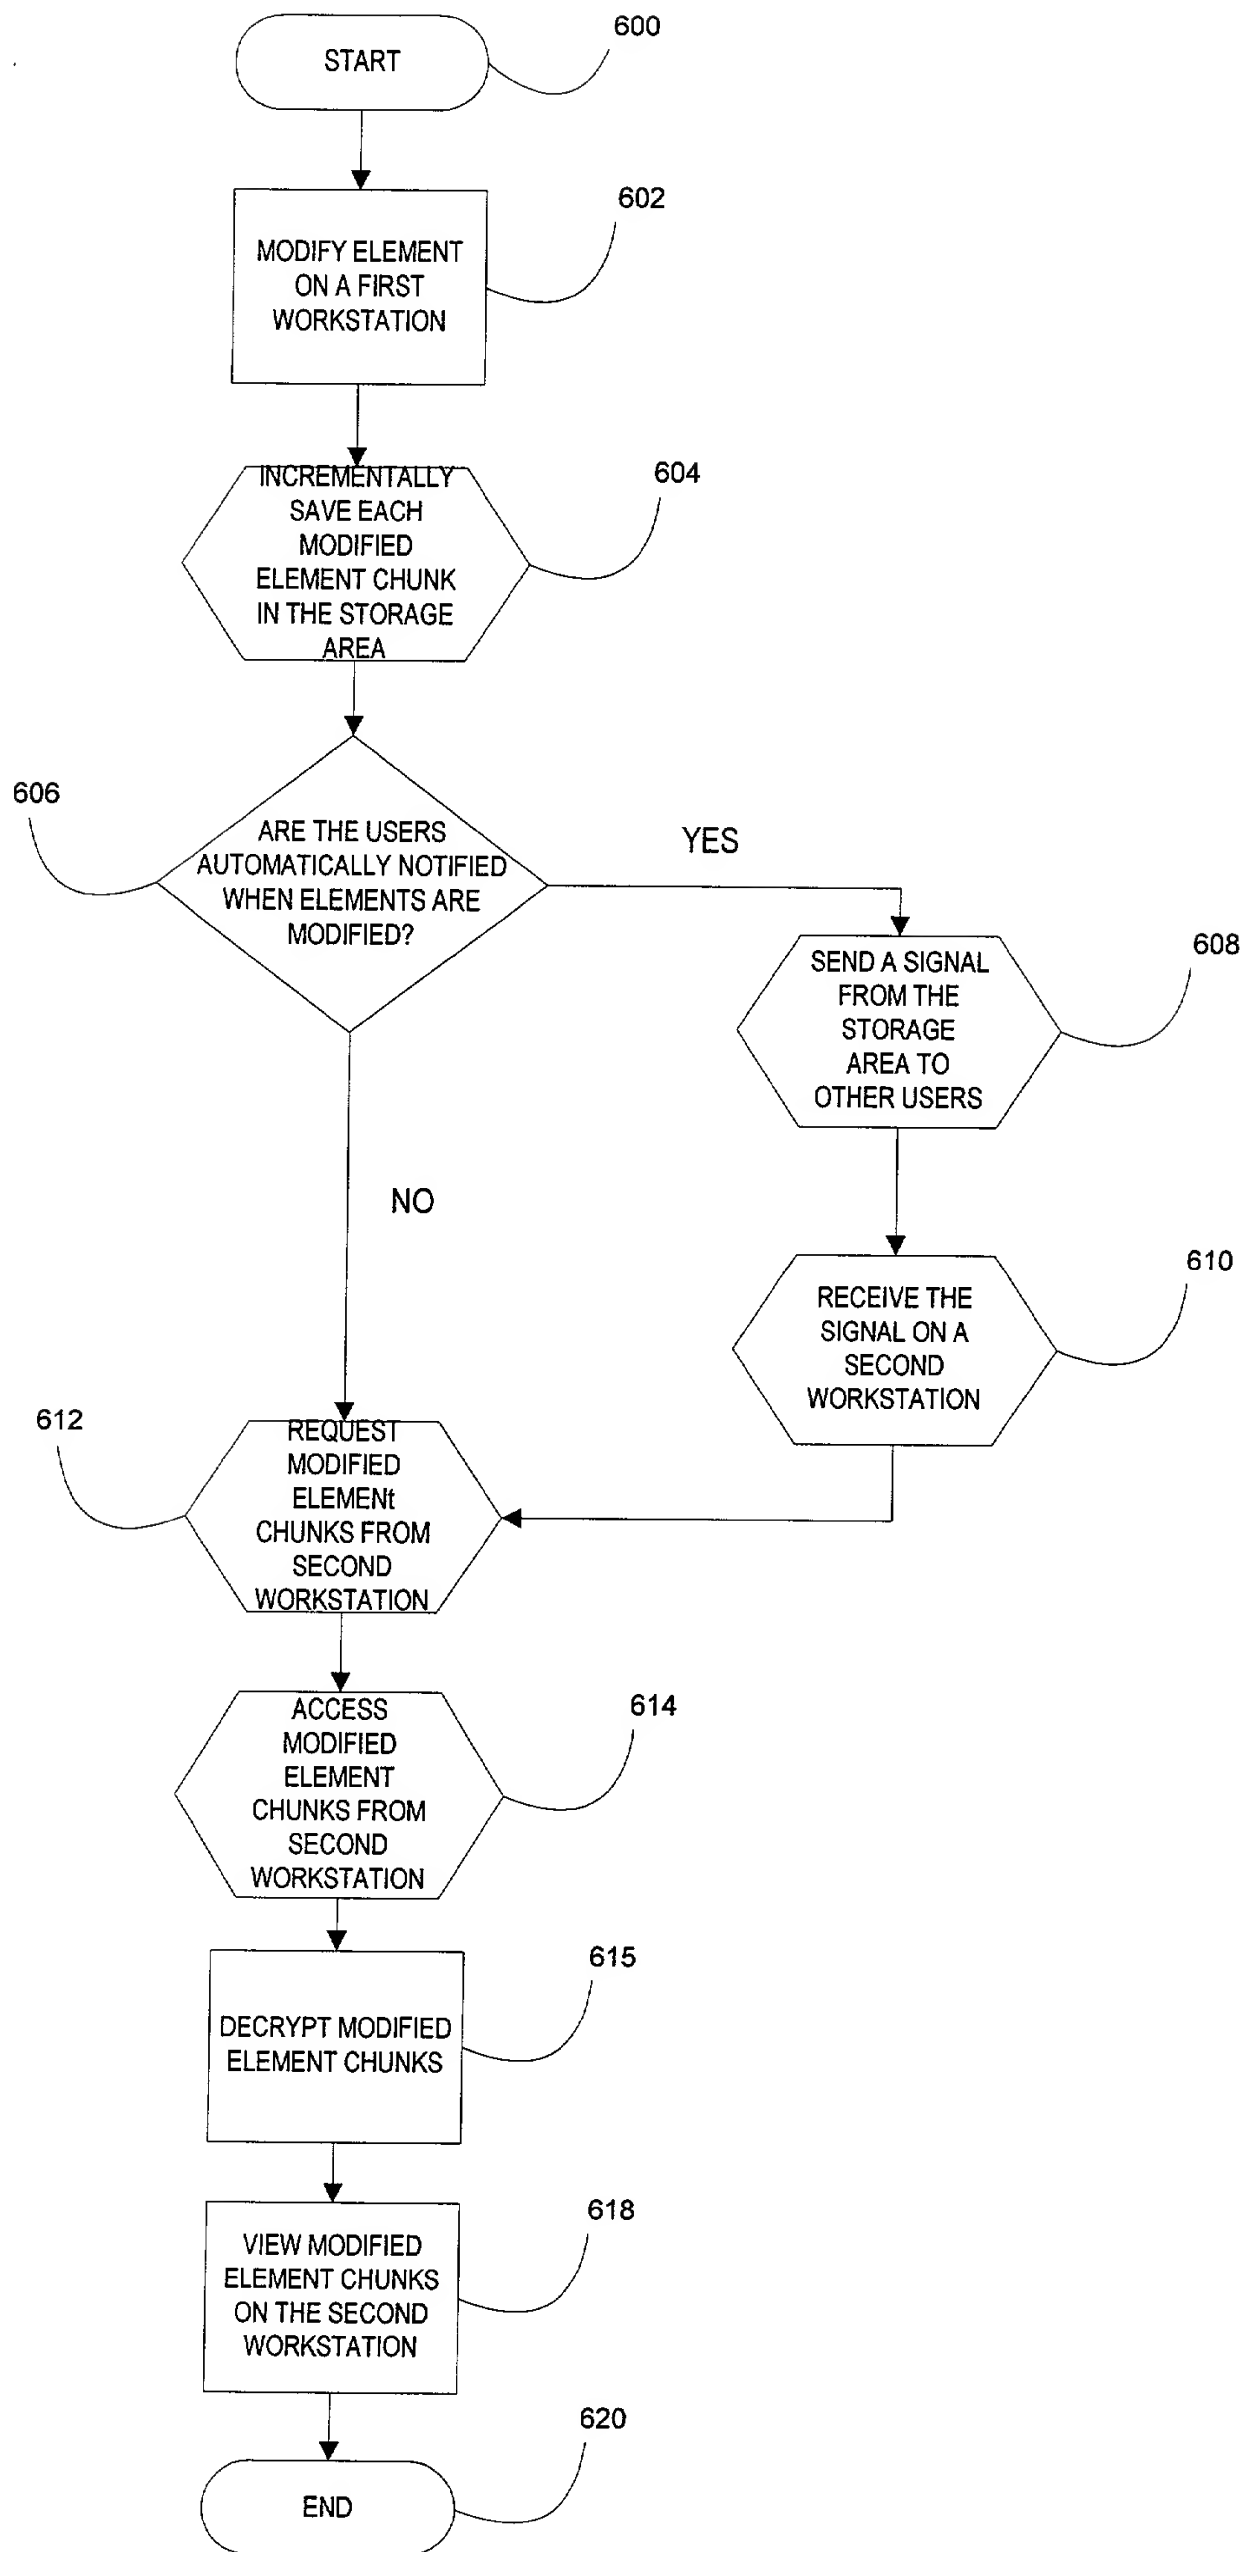 START
600
MODIFY ELEMENT
ON A FIRST
WORKSTATION
602
INCREMENTALLY
SAVE EACH
MODIFIED
ELEMENT CHUNK
IN THE STORAGE
AREA
604
606
ARE THE USERS
AUTOMATICALLY NOTIFIED
WHEN ELEMENTS ARE
MODIFIED?
YES
SEND A SIGNAL
FROM THE
STORAGE
AREA TO
OTHER USERS
608
NO
RECEIVE THE
SIGNAL ON A
SECOND
WORKSTATION
610
612
REQUEST
MODIFIED
ELEMENt
CHUNKS FROM
SECOND
WORKSTATION
ACCESS
MODIFIED
ELEMENT
CHUNKS FROM
SECOND
WORKSTATION
614
DECRYPT MODIFIED
ELEMENT CHUNKS
615
VIEW MODIFIED
ELEMENT CHUNKS
ON THE SECOND
WORKSTATION
618
END
620